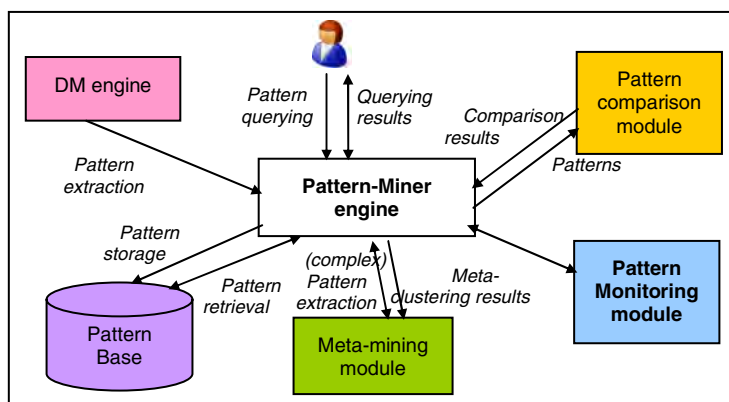 DM engine
Pattern
querying
Querying
results
Pattern
comparison
module
Comparison
results
Patterns
Pattern
extraction
Pattern-Miner
engine
Pattern
storage
Pattern
retrieval
(complex)
Pattern
extraction
Meta-
clustering results
Pattern
Monitoring
module
Pattern
Base
Meta-mining
module